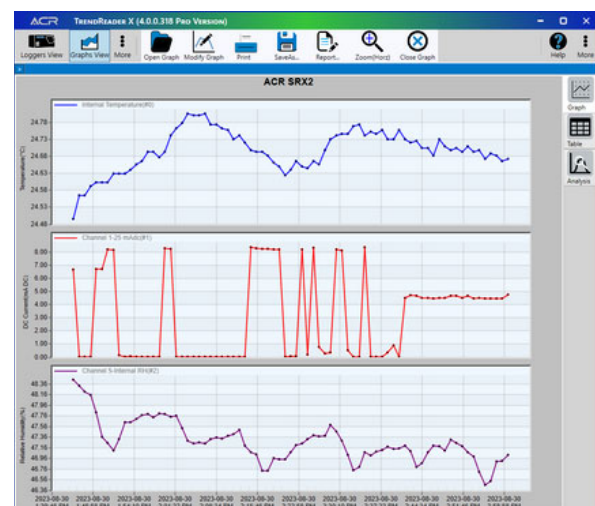 ACR TRENDREADER X (4.0.0.318 PRO VERSION)
Loggers View Graphs View More Open Graph Modify Graph Print SaveAs... Report... Zoom(Horz) Close Graph Help More
ACR SRX2
Graph
Table
Analysis
Internal Temperature(#0)
Temperature(°C)
24.78
24.73
24.68
24.63
24.58
24.53
24.48
Channel 1-25 mAdc(#1)
DC Current(mA DC)
8.00
7.00
6.00
5.00
4.00
3.00
2.00
1.00
0.00
Channel 5-Internal RH(#2)
Relative Humidity(%)
48.36
48.16
47.96
47.76
47.56
47.36
47.16
46.96
46.76
46.56
46.36
2023-08-30 2023-08-30 2023-08-30 2023-08-30 2023-08-30 2023-08-30 2023-08-30 2023-08-30 2023-08-30 2023-08-30 2023-08-30